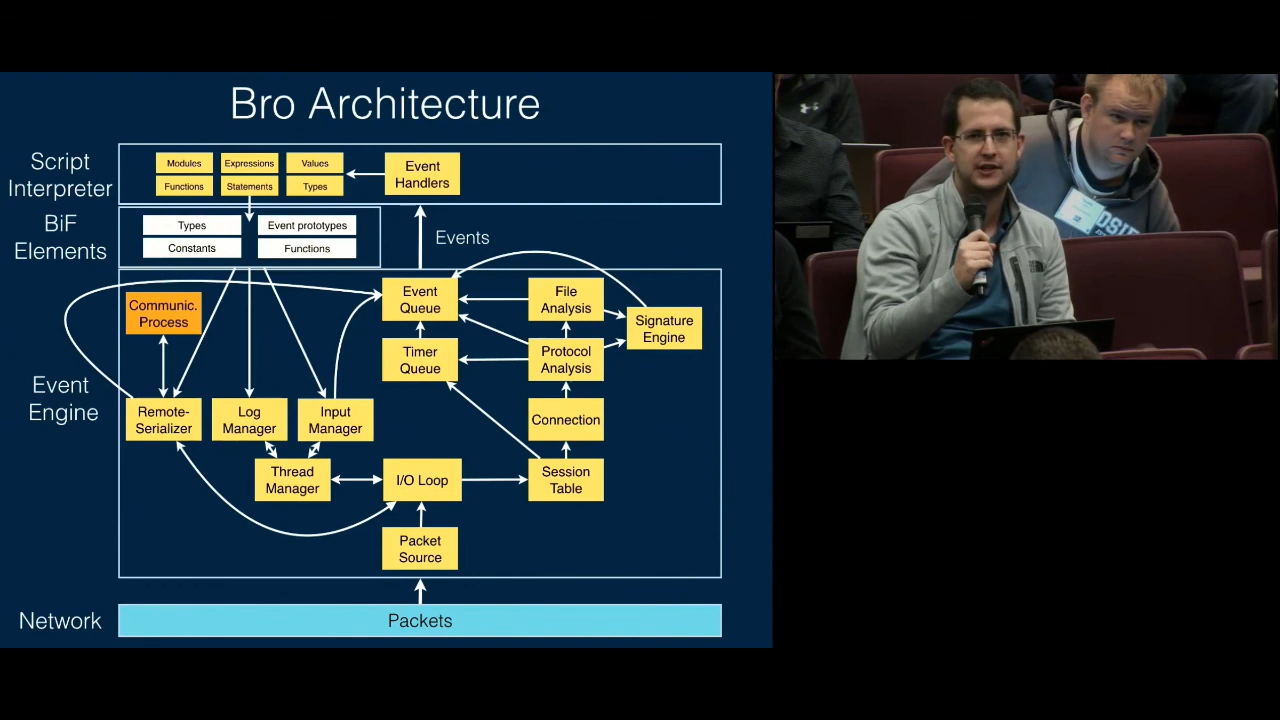 Bro Architecture
Script
Interpreter
Modules
Expressions
Values
Functions
Statements
Types
Event
Handlers
BiF
Elements
Types
Event prototypes
Constants
Functions
Events
Event
Engine
Communic.
Process
Event
Queue
File
Analysis
Signature
Engine
Timer
Queue
Protocol
Analysis
Remote-
Serializer
Log
Manager
Input
Manager
Connection
Thread
Manager
I/O Loop
Session
Table
Packet
Source
Network
Packets